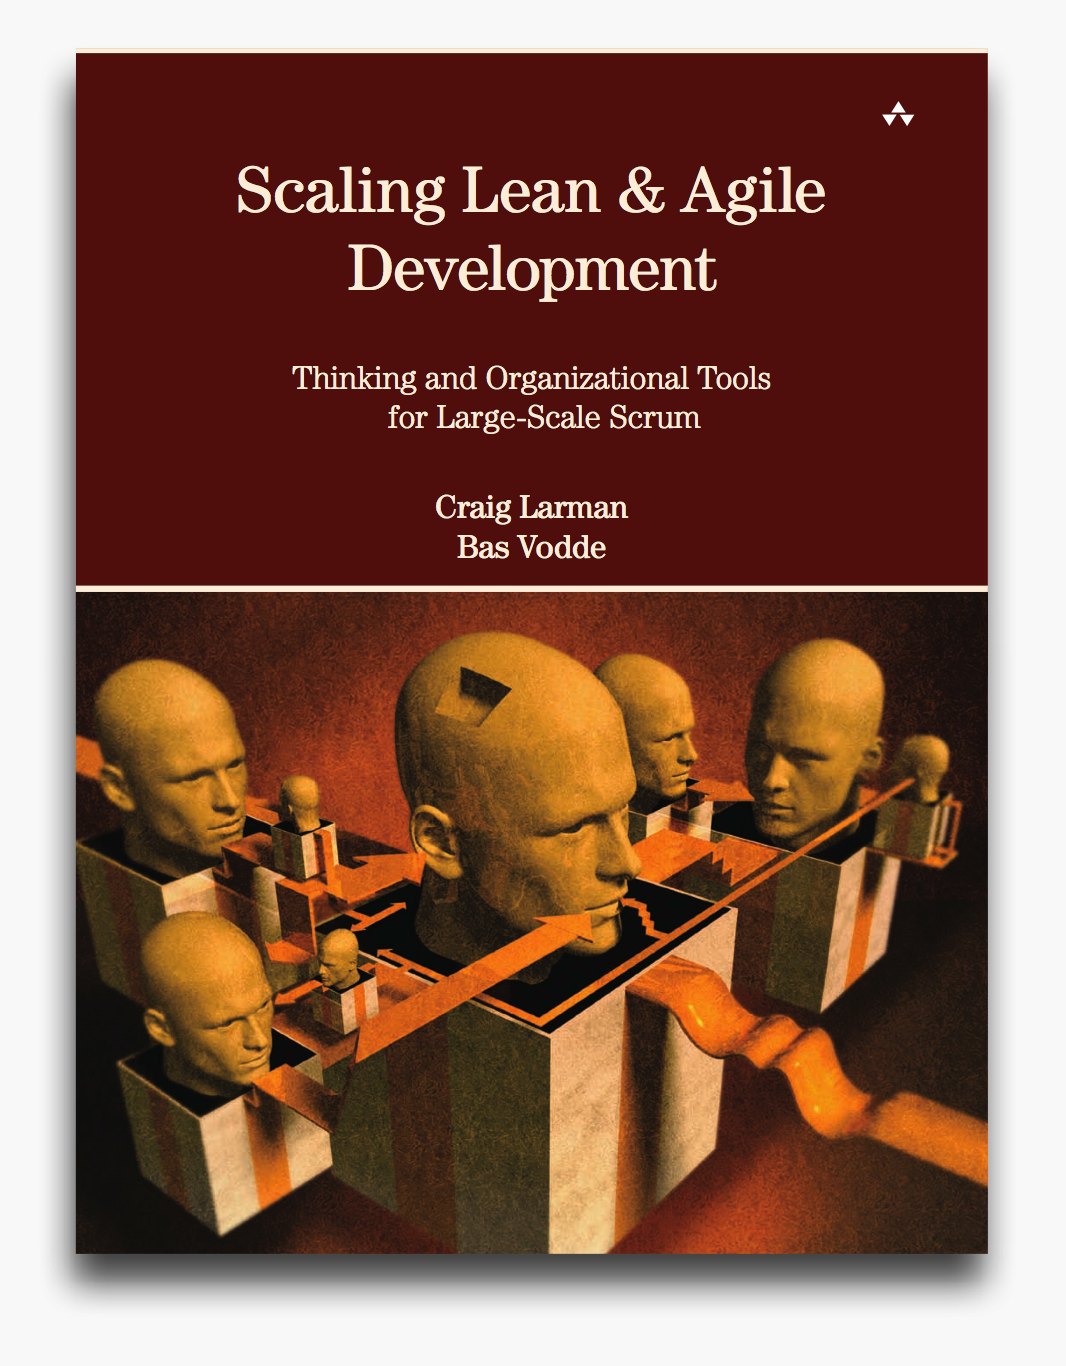 Scaling Lean & Agile
Development
Thinking and Organizational Tools
for Large-Scale Scrum
Craig Larman
Bas Vodde